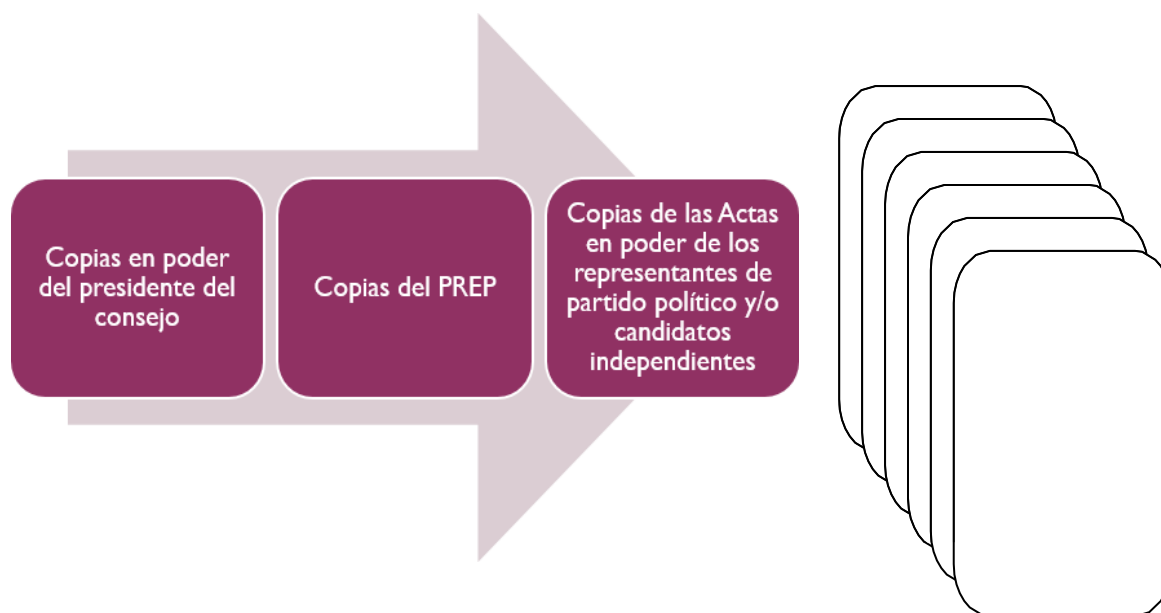 Copias en poder
del presidente del
consejo
Copias del PREP
Copias de las Actas
en poder de los
representantes de
partido político y/o
candidatos
independientes